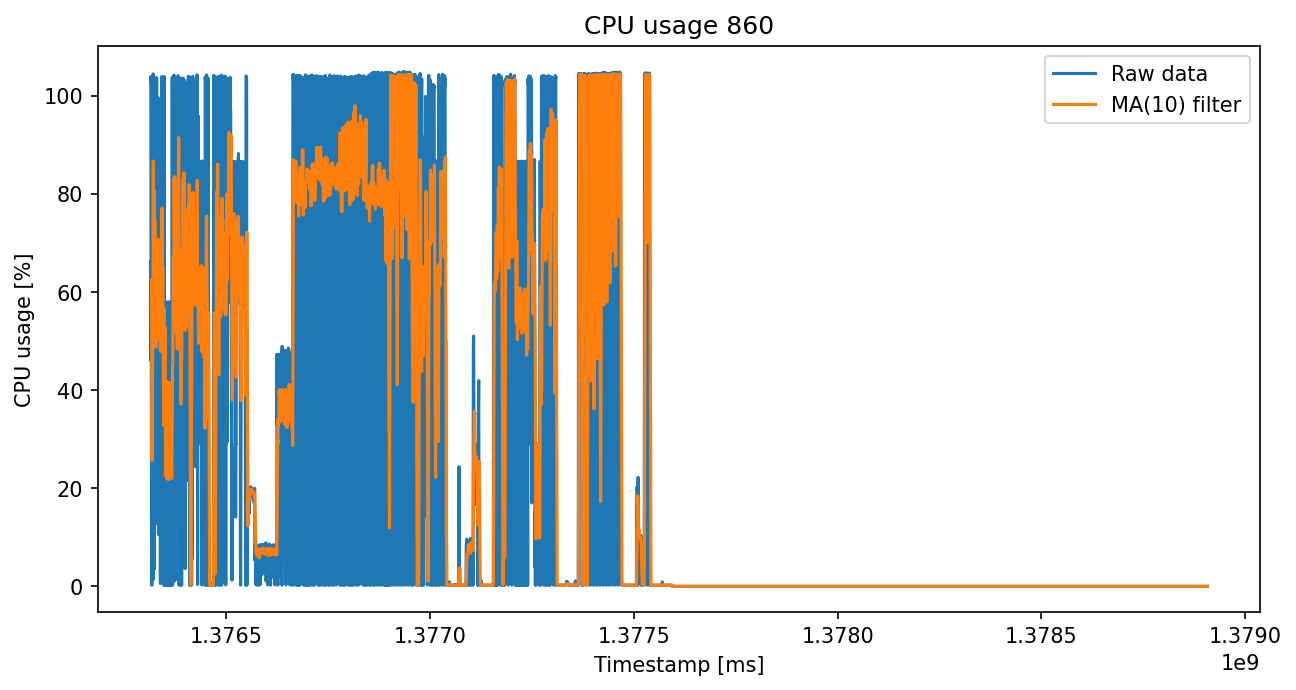 CPU usage 860
Raw data
MA(10) filter
CPU usage [%]
100
80
60
40
20
0
1.3765 1.3770 1.3775 1.3780 1.3785 1.3790
1e9
Timestamp [ms]